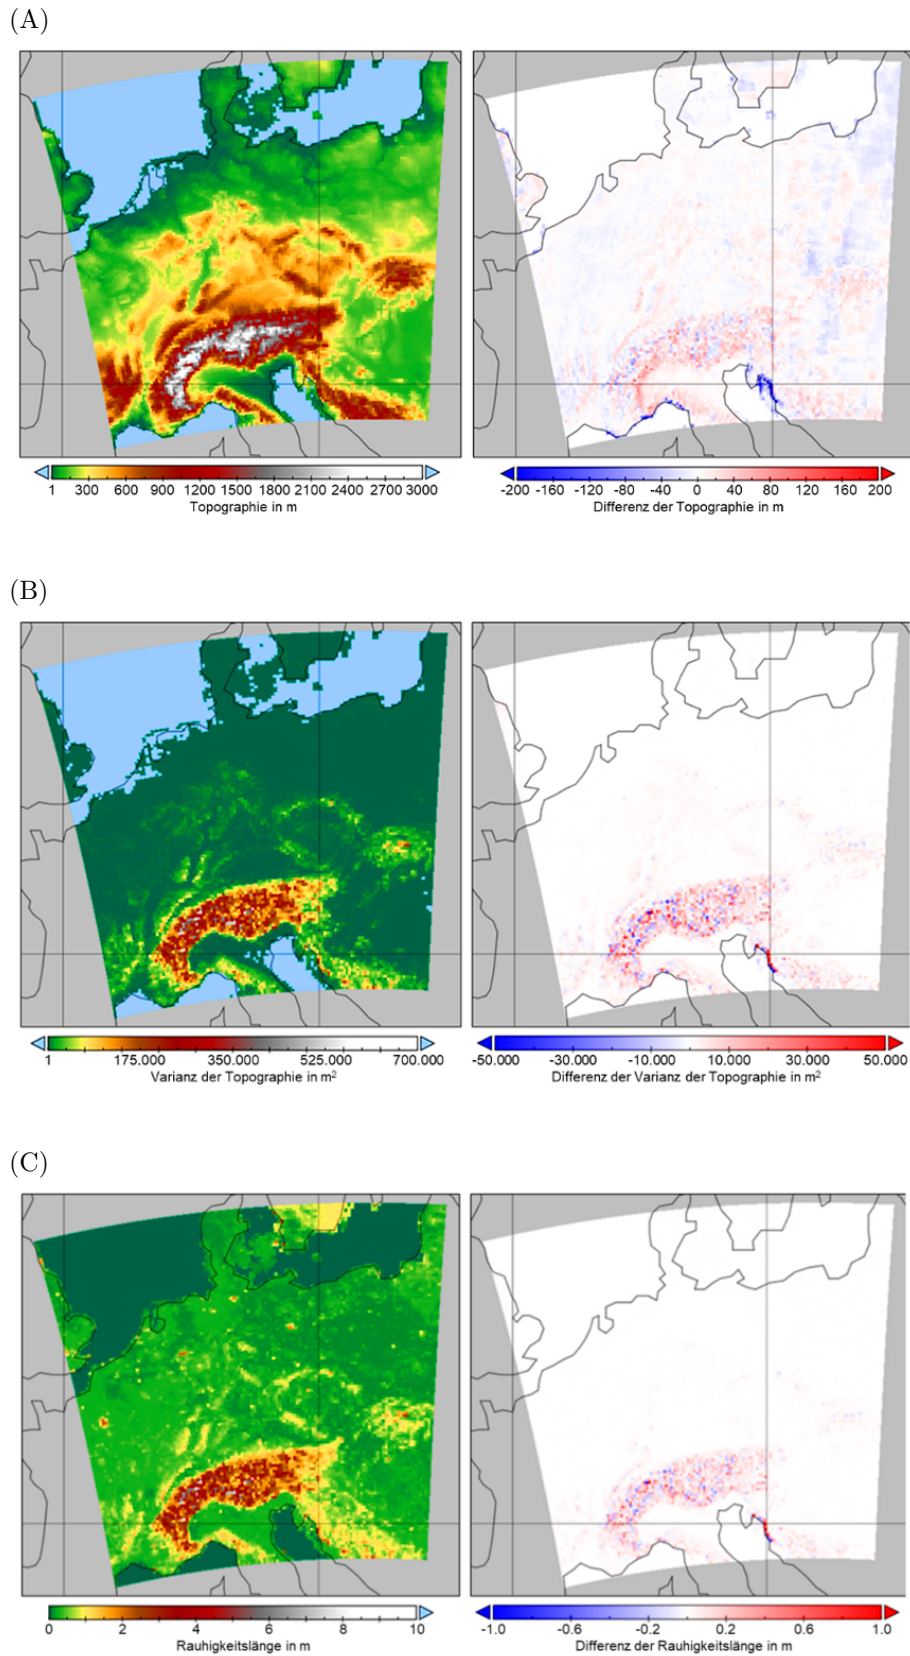 (A)
1 300 600 900 1200 1500 1800 2100 2400 2700 3000
Topographie in m
-200 -160 -120 -80 -40 0 40 80 120 160 200
Differenz der Topographie in m
(B)
1 175.000 350.000 525.000 700.000
Varianz der Topographie in m²
-50.000 -30.000 -10.000 10.000 30.000 50.000
Differenz der Varianz der Topographie in m²
(C)
0 2 4 6 8 10
Rauhigkeitslänge in m
-1.0 -0.6 -0.2 0.2 0.6 1.0
Differenz der Rauhigkeitslänge in m